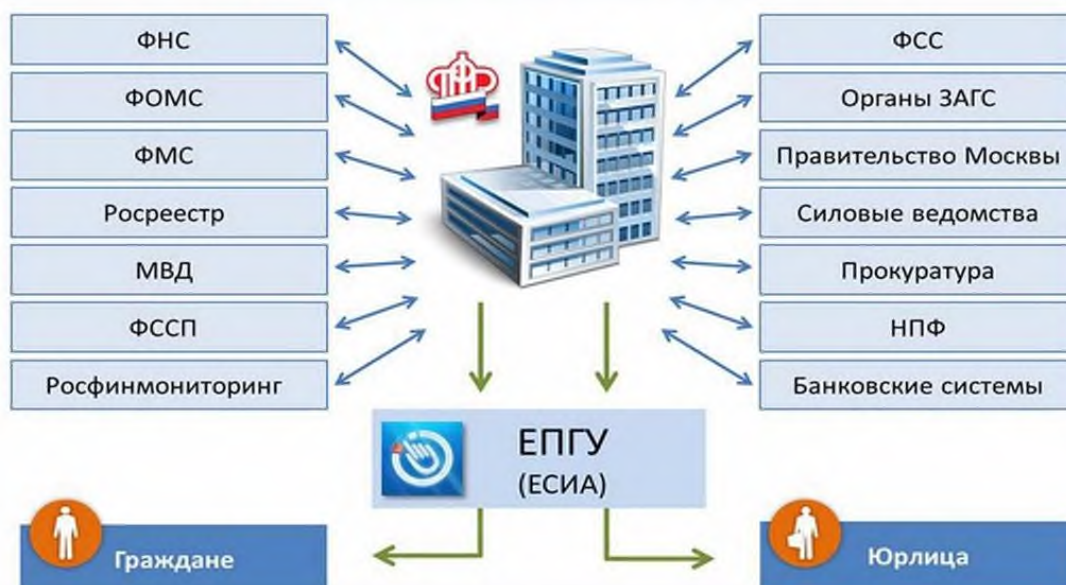 ФНС
ФОМС
ФМС
Росреестр
МВД
ФССП
Росфинмониторинг
ФСС
Органы ЗАГС
Правительство Москвы
Силовые ведомства
Прокуратура
НПФ
Банковские системы
ЕПГУ
(ЕСИА)
Граждане
Юрлица